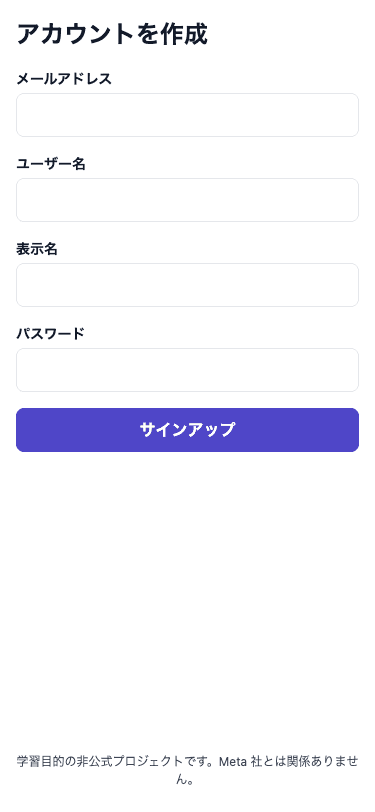 アカウントを作成
メールアドレス
ユーザー名
表示名
パスワード
サインアップ
学習目的の非公式プロジェクトです。Meta 社とは関係ありませ
ん。